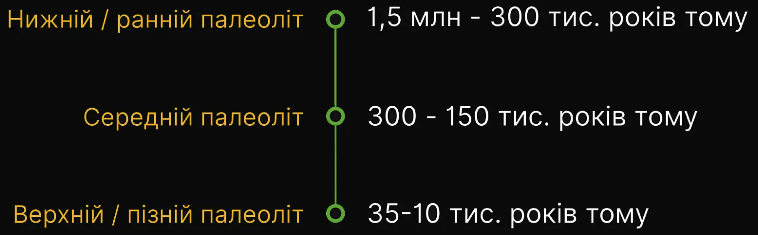 Нижній / ранній палеоліт 1,5 млн - 300 тис. років тому
Середній палеоліт 300 - 150 тис. років тому
Верхній / пізній палеоліт 35-10 тис. років тому